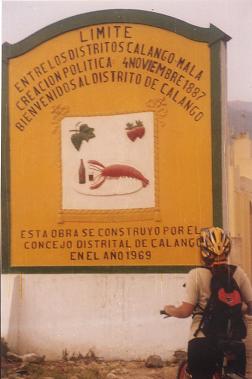 LIMITE
ENTRE LOS DISTRITOS CALANGO-MALA
CREACION POLITICA - 4 NOVIEMBRE 1887
BIENVENIDOS AL DISTRITO DE CALANGO
ESTA OBRA SE CONSTRUYO POR EL
CONCEJO DISTRITAL DE CALANGO
EN EL AÑO 1969